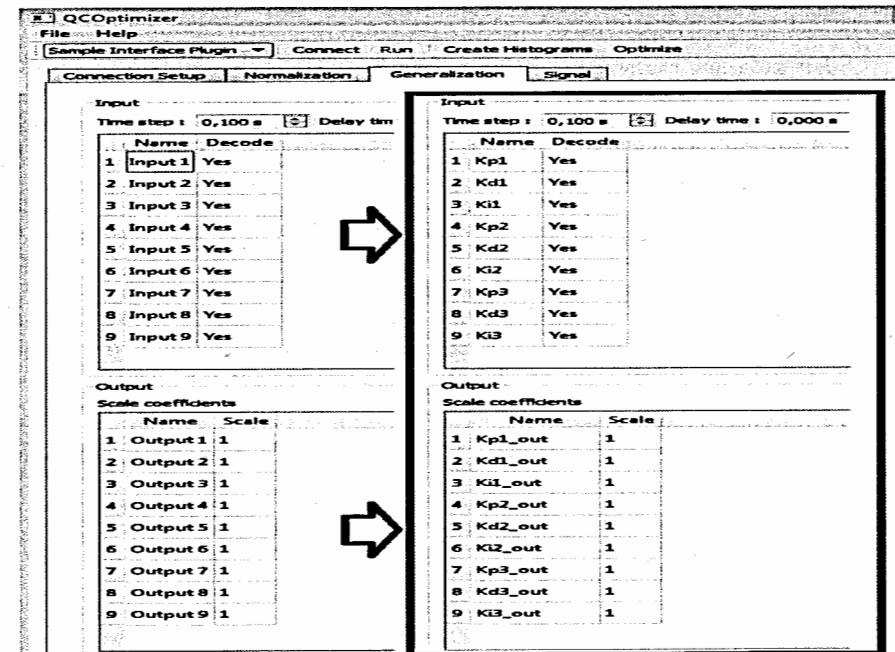 QCOptimizer
File Help
Sample Interface Plugin Connect Run Create Histograms Optimize
Connection Setup Normalization Generalization Signal
Input
Time step : 0,100 s Delay tim
Name Decode
1 Input 1 Yes
2 Input 2 Yes
3 Input 3 Yes
4 Input 4 Yes
5 Input 5 Yes
6 Input 6 Yes
7 Input 7 Yes
8 Input 8 Yes
9 Input 9 Yes
Output
Scale coefficients
Name Scale
1 Output 1 1
2 Output 2 1
3 Output 3 1
4 Output 4 1
5 Output 5 1
6 Output 6 1
7 Output 7 1
8 Output 8 1
9 Output 9 1
Input
Time step : 0,100 s Delay time : 0,000 s
Name Decode
1 Kp1 Yes
2 Kd1 Yes
3 Ki1 Yes
4 Kp2 Yes
5 Kd2 Yes
6 Ki2 Yes
7 Kp3 Yes
8 Kd3 Yes
9 Ki3 Yes
Output
Scale coefficients
Name Scale
1 Kp1_out 1
2 Kd1_out 1
3 Ki1_out 1
4 Kp2_out 1
5 Kd2_out 1
6 Ki2_out 1
7 Kp3_out 1
8 Kd3_out 1
9 Ki3_out 1